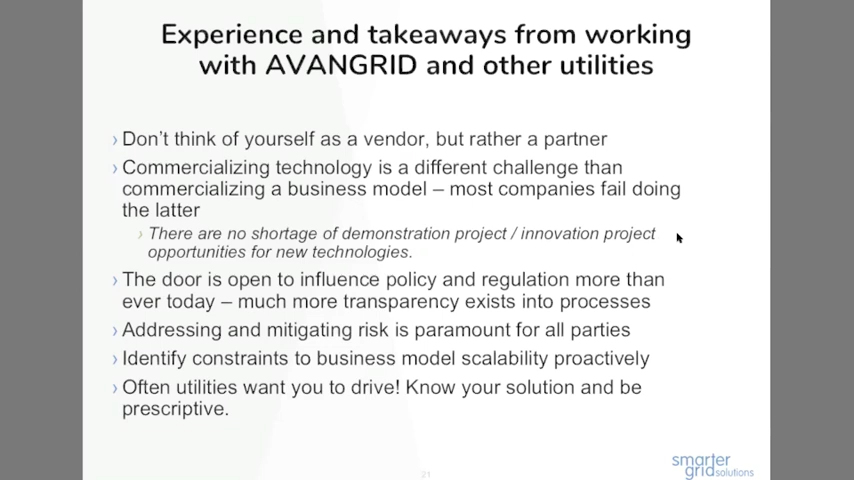 Experience and takeaways from working
with AVANGRID and other utilities
› Don't think of yourself as a vendor, but rather a partner
› Commercializing technology is a different challenge than
commercializing a business model – most companies fail doing
the latter
› There are no shortage of demonstration project / innovation project
opportunities for new technologies.
› The door is open to influence policy and regulation more than
ever today – much more transparency exists into processes
› Addressing and mitigating risk is paramount for all parties
› Identify constraints to business model scalability proactively
› Often utilities want you to drive! Know your solution and be
prescriptive.
21
smarter
gridsolutions